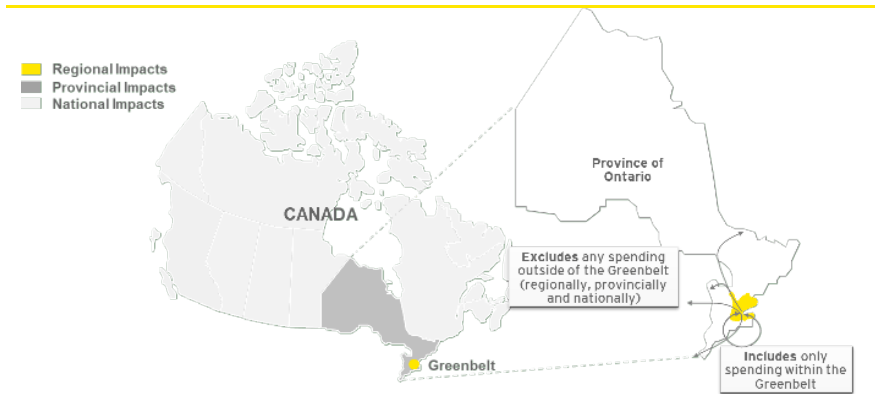 Regional Impacts
Provincial Impacts
National Impacts
CANADA
Greenbelt
Province of
Ontario
Excludes any spending
outside of the Greenbelt
(regionally, provincially
and nationally)
Includes only
spending within the
Greenbelt